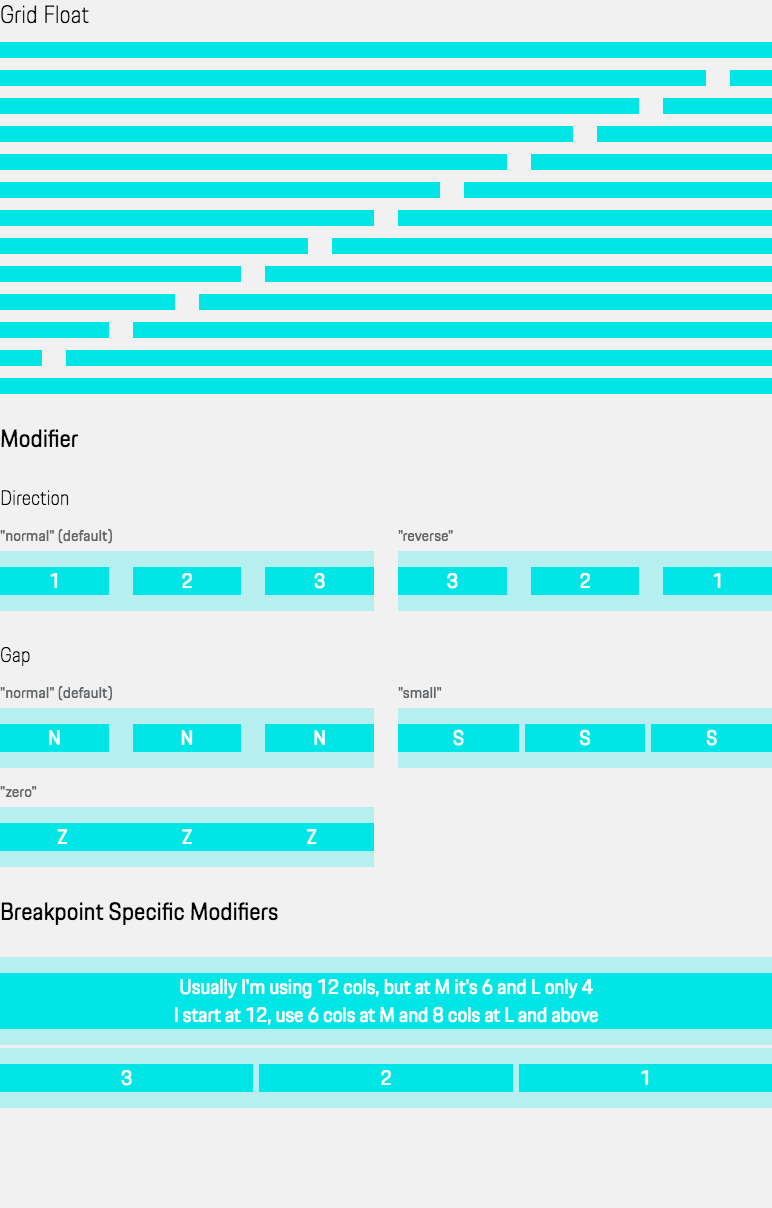 Grid Float
Modifier
Direction
"normal" (default)
"reverse"
1 2 3
3 2 1
Gap
"normal" (default)
"small"
N N N
S S S
"zero"
Z Z Z
Breakpoint Specific Modifiers
Usually I'm using 12 cols, but at M it's 6 and L only 4
I start at 12, use 6 cols at M and 8 cols at L and above
3 2 1